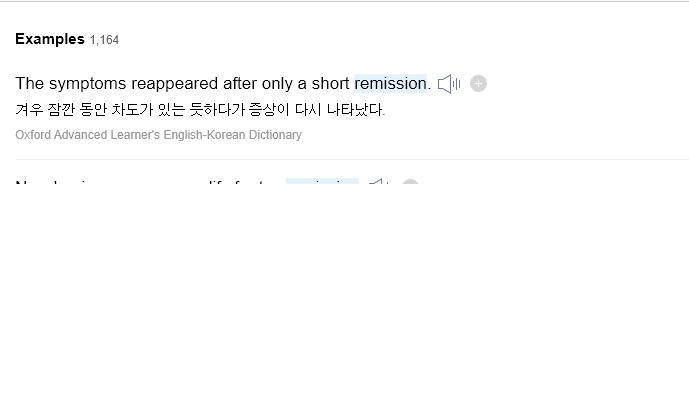 Examples 1,164
The symptoms reappeared after only a short remission.
겨우 잠깐 동안 차도가 있는 듯하다가 증상이 다시 나타났다.
Oxford Advanced Learner's English-Korean Dictionary